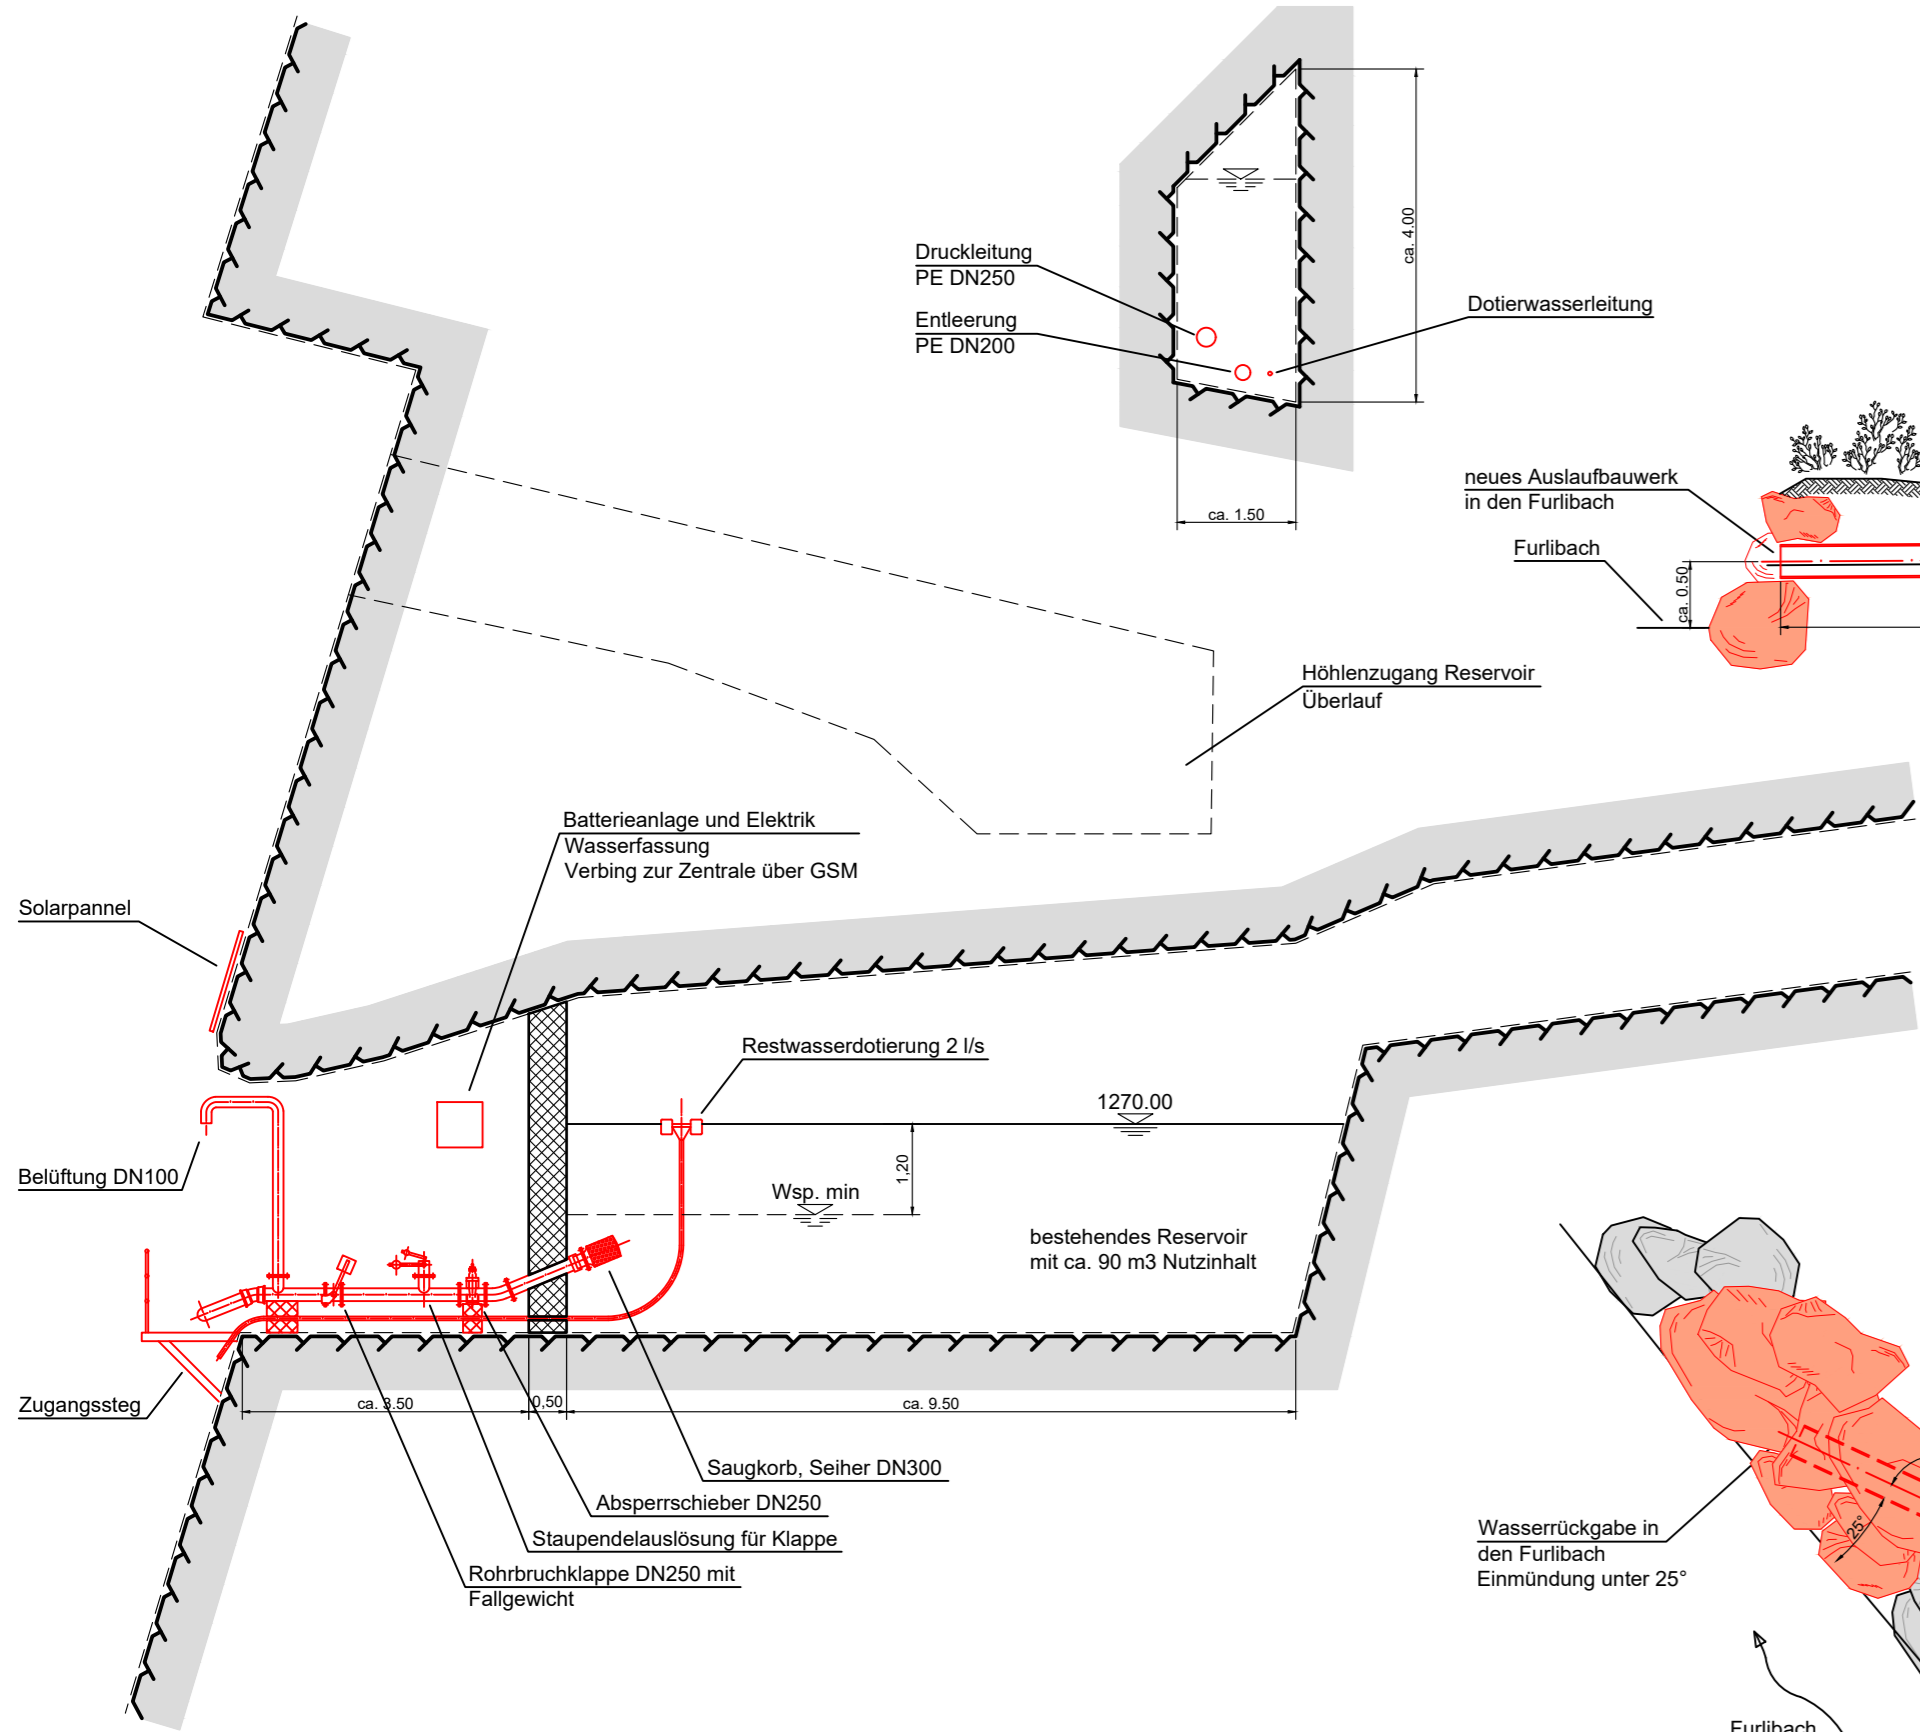 ca. 4.00
Druckleitung
PE DN250
Entleerung
PE DN200
Dotierwasserleitung
ca. 1.50
neues Auslaufbauwerk
in den Furlibach
Furlibach
ca. 0.50
Höhlenzugang Reservoir
Überlauf
Batterieanlage und Elektrik
Wasserfassung
Verbing zur Zentrale über GSM
Solarpannel
Restwasserdotierung 2 l/s
1270.00
1,20
Wsp. min
Belüftung DN100
bestehendes Reservoir
mit ca. 90 m3 Nutzinhalt
Zugangssteg
ca. 3.50
0,50
ca. 9.50
Saugkorb, Seiher DN300
Absperrschieber DN250
Staupendelauslösung für Klappe
Rohrbruchklappe DN250 mit
Fallgewicht
Wasserrückgabe in
den Furlibach
Einmündung unter 25°
25°
Furlibach